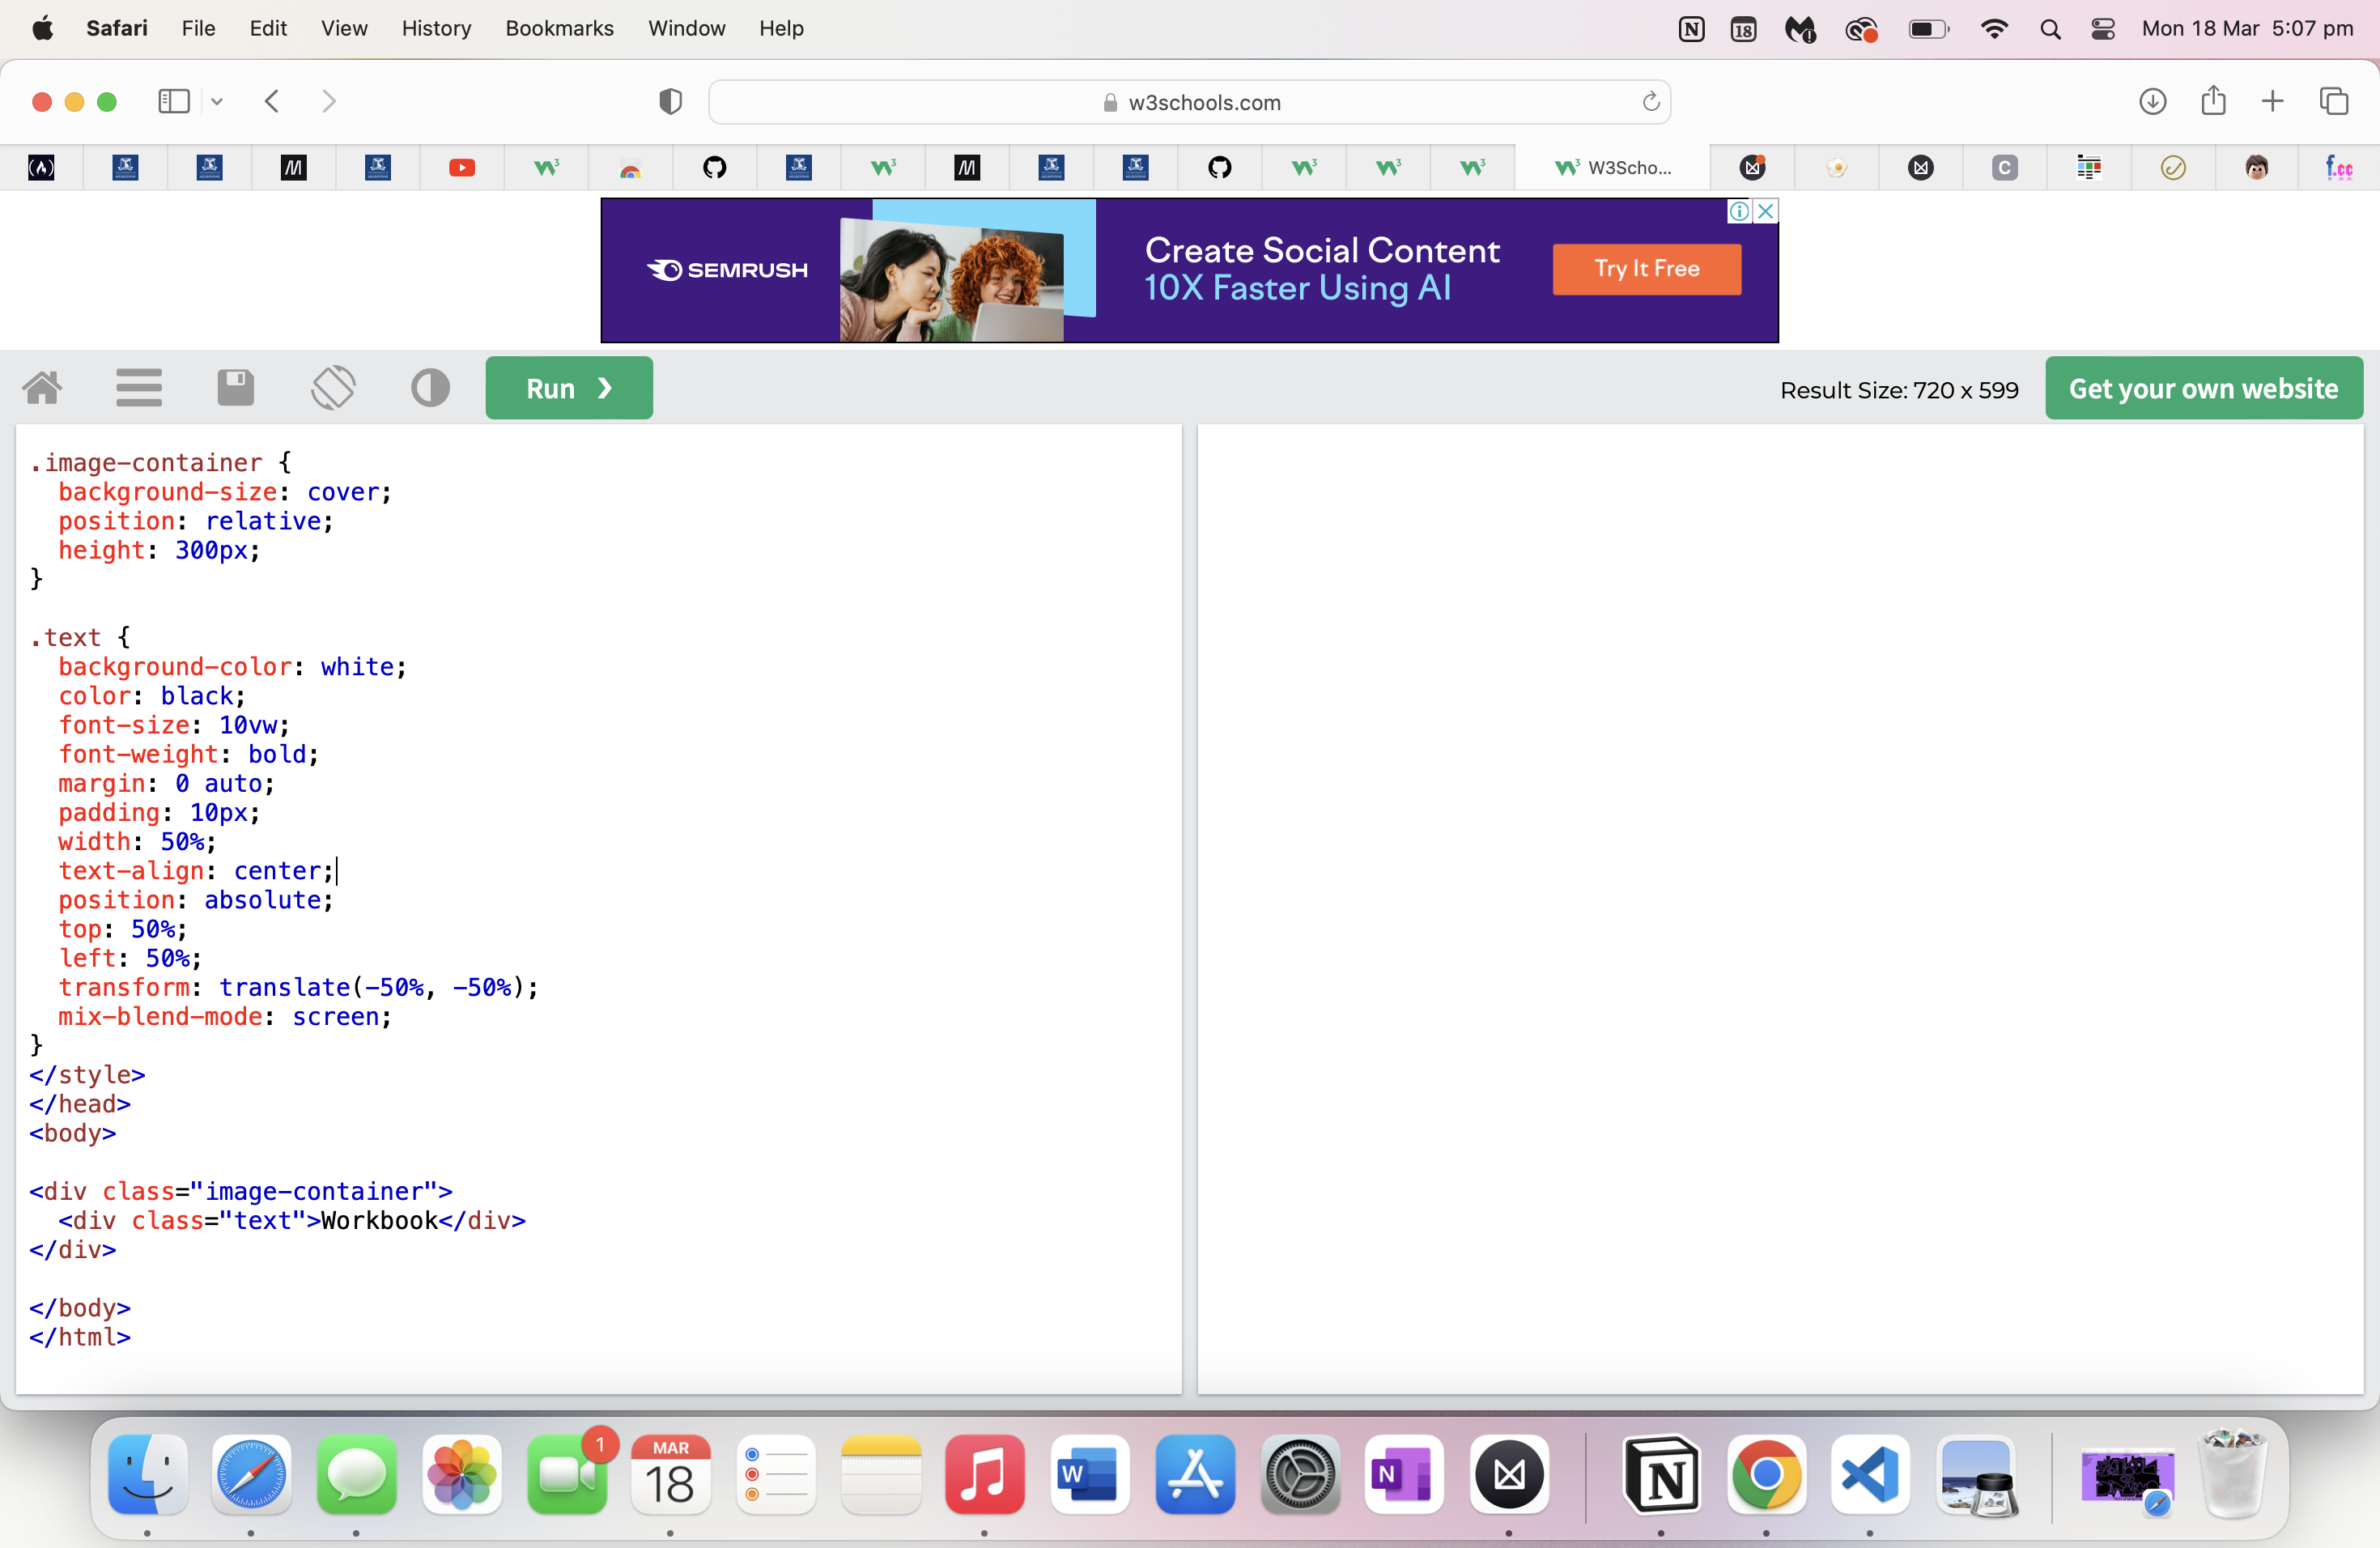 Safari File Edit View History Bookmarks Window Help 18 Mon 18 Mar 5:07 pm
w3schools.com
W3Scho...
SEMRUSH
Create Social Content
10X Faster Using AI
Try It Free
Run ❯
Result Size: 720 x 599
Get your own website
.image-container {
  background-size: cover;
  position: relative;
  height: 300px;
}
.text {
  background-color: white;
  color: black;
  font-size: 10vw;
  font-weight: bold;
  margin: 0 auto;
  padding: 10px;
  width: 50%;
  text-align: center;
  position: absolute;
  top: 50%;
  left: 50%;
  transform: translate(-50%, -50%);
  mix-blend-mode: screen;
}
</style>
</head>
<body>
<div class="image-container">
  <div class="text">Workbook</div>
</div>
</body>
</html>
1
MAR
18